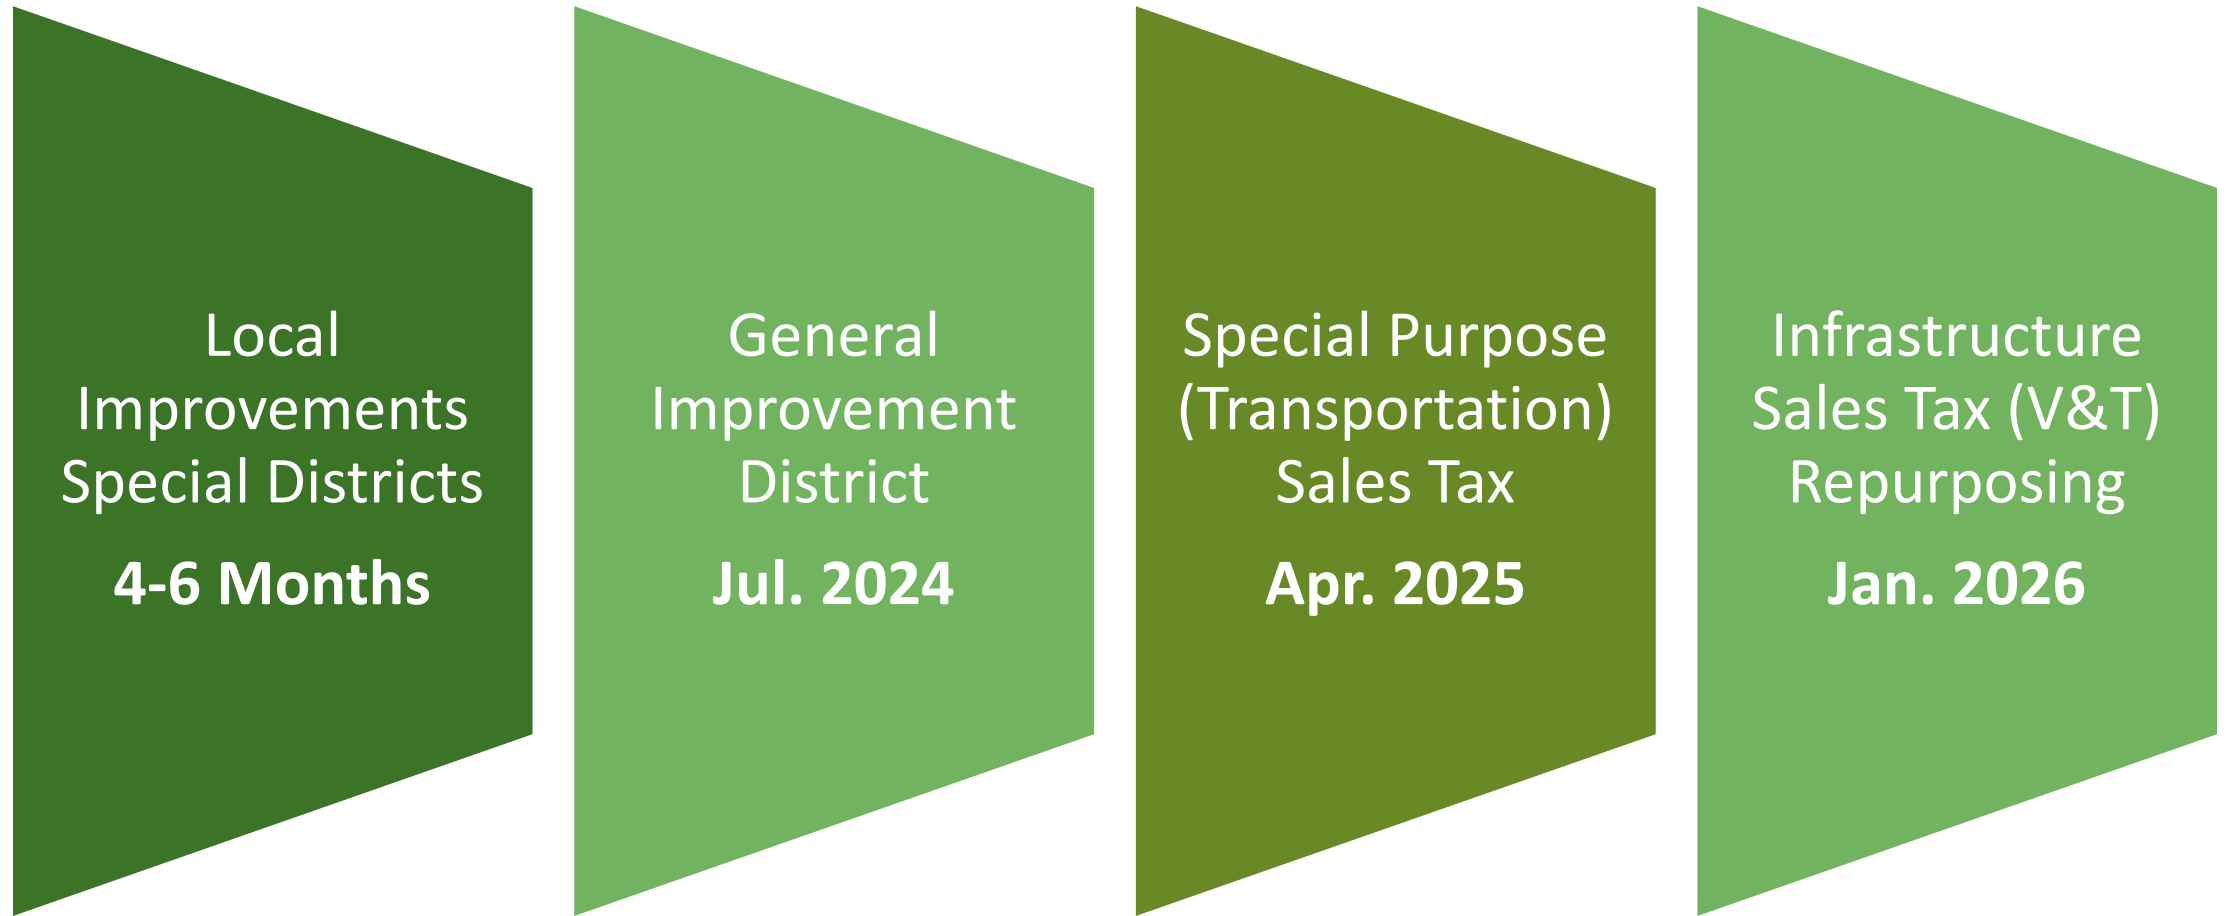 Local
Improvements
Special Districts
4-6 Months
General
Improvement
District
Jul. 2024
Special Purpose
(Transportation)
Sales Tax
Apr. 2025
Infrastructure
Sales Tax (V&T)
Repurposing
Jan. 2026